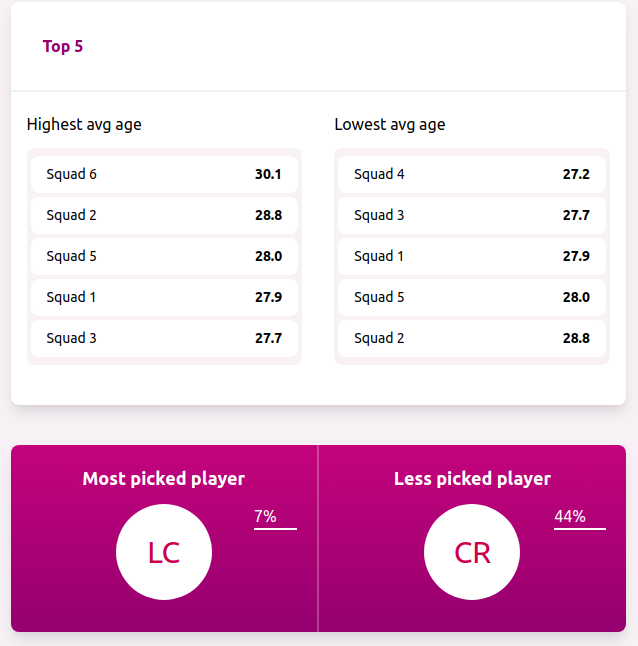 Top 5
Highest avg age
Squad 6 30.1
Squad 2 28.8
Squad 5 28.0
Squad 1 27.9
Squad 3 27.7
Lowest avg age
Squad 4 27.2
Squad 3 27.7
Squad 1 27.9
Squad 5 28.0
Squad 2 28.8
Most picked player
LC
7%
Less picked player
CR
44%